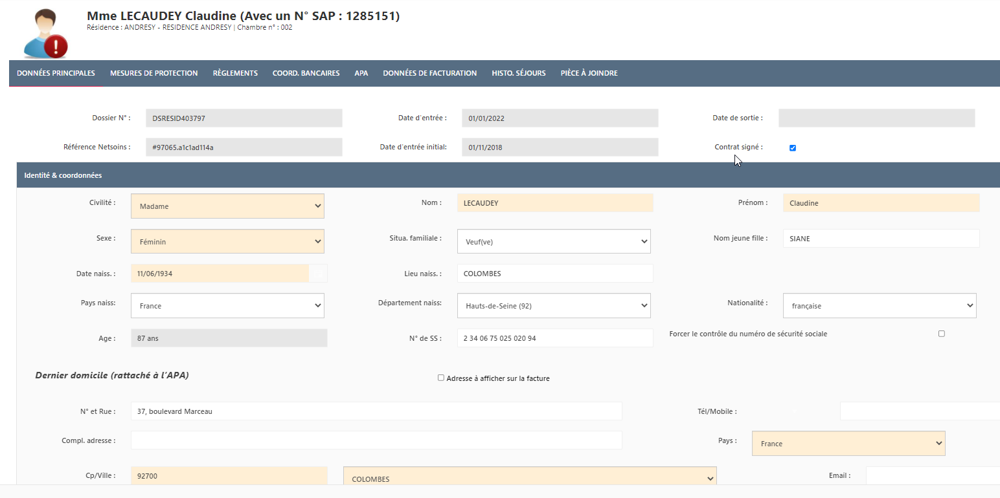 Mme LECAUDEY Claudine (Avec un N° SAP : 1285151)
Résidence : ANDRESY - RESIDENCE ANDRESY | Chambre n° : 002
DONNÉES PRINCIPALES MESURES DE PROTECTION RÈGLEMENTS COORD. BANCAIRES APA DONNÉES DE FACTURATION HISTO. SÉJOURS PIÈCE À JOINDRE
Dossier N° : DSRESID403797 Date d'entrée : 01/01/2022 Date de sortie :
Référence Netsoins : #97065.a1c1ad114a Date d'entrée initial: 01/11/2018 Contrat signé :
Identité & coordonnées
Civilité : Madame Nom : LECAUDEY Prénom : Claudine
Sexe : Féminin Situa. familiale : Veuf(ve) Nom jeune fille : SIANE
Date naiss. : 11/06/1934 Lieu naiss. : COLOMBES
Pays naiss: France Département naiss: Hauts-de-Seine (92) Nationalité : française
Age : 87 ans N° de SS : 2 34 06 75 025 020 94 Forcer le contrôle du numéro de sécurité sociale
Dernier domicile (rattaché à l'APA) Adresse à afficher sur la facture
N° et Rue : 37, boulevard Marceau Tél/Mobile :
Compl. adresse : Pays : France
Cp/Ville : 92700 COLOMBES Email :